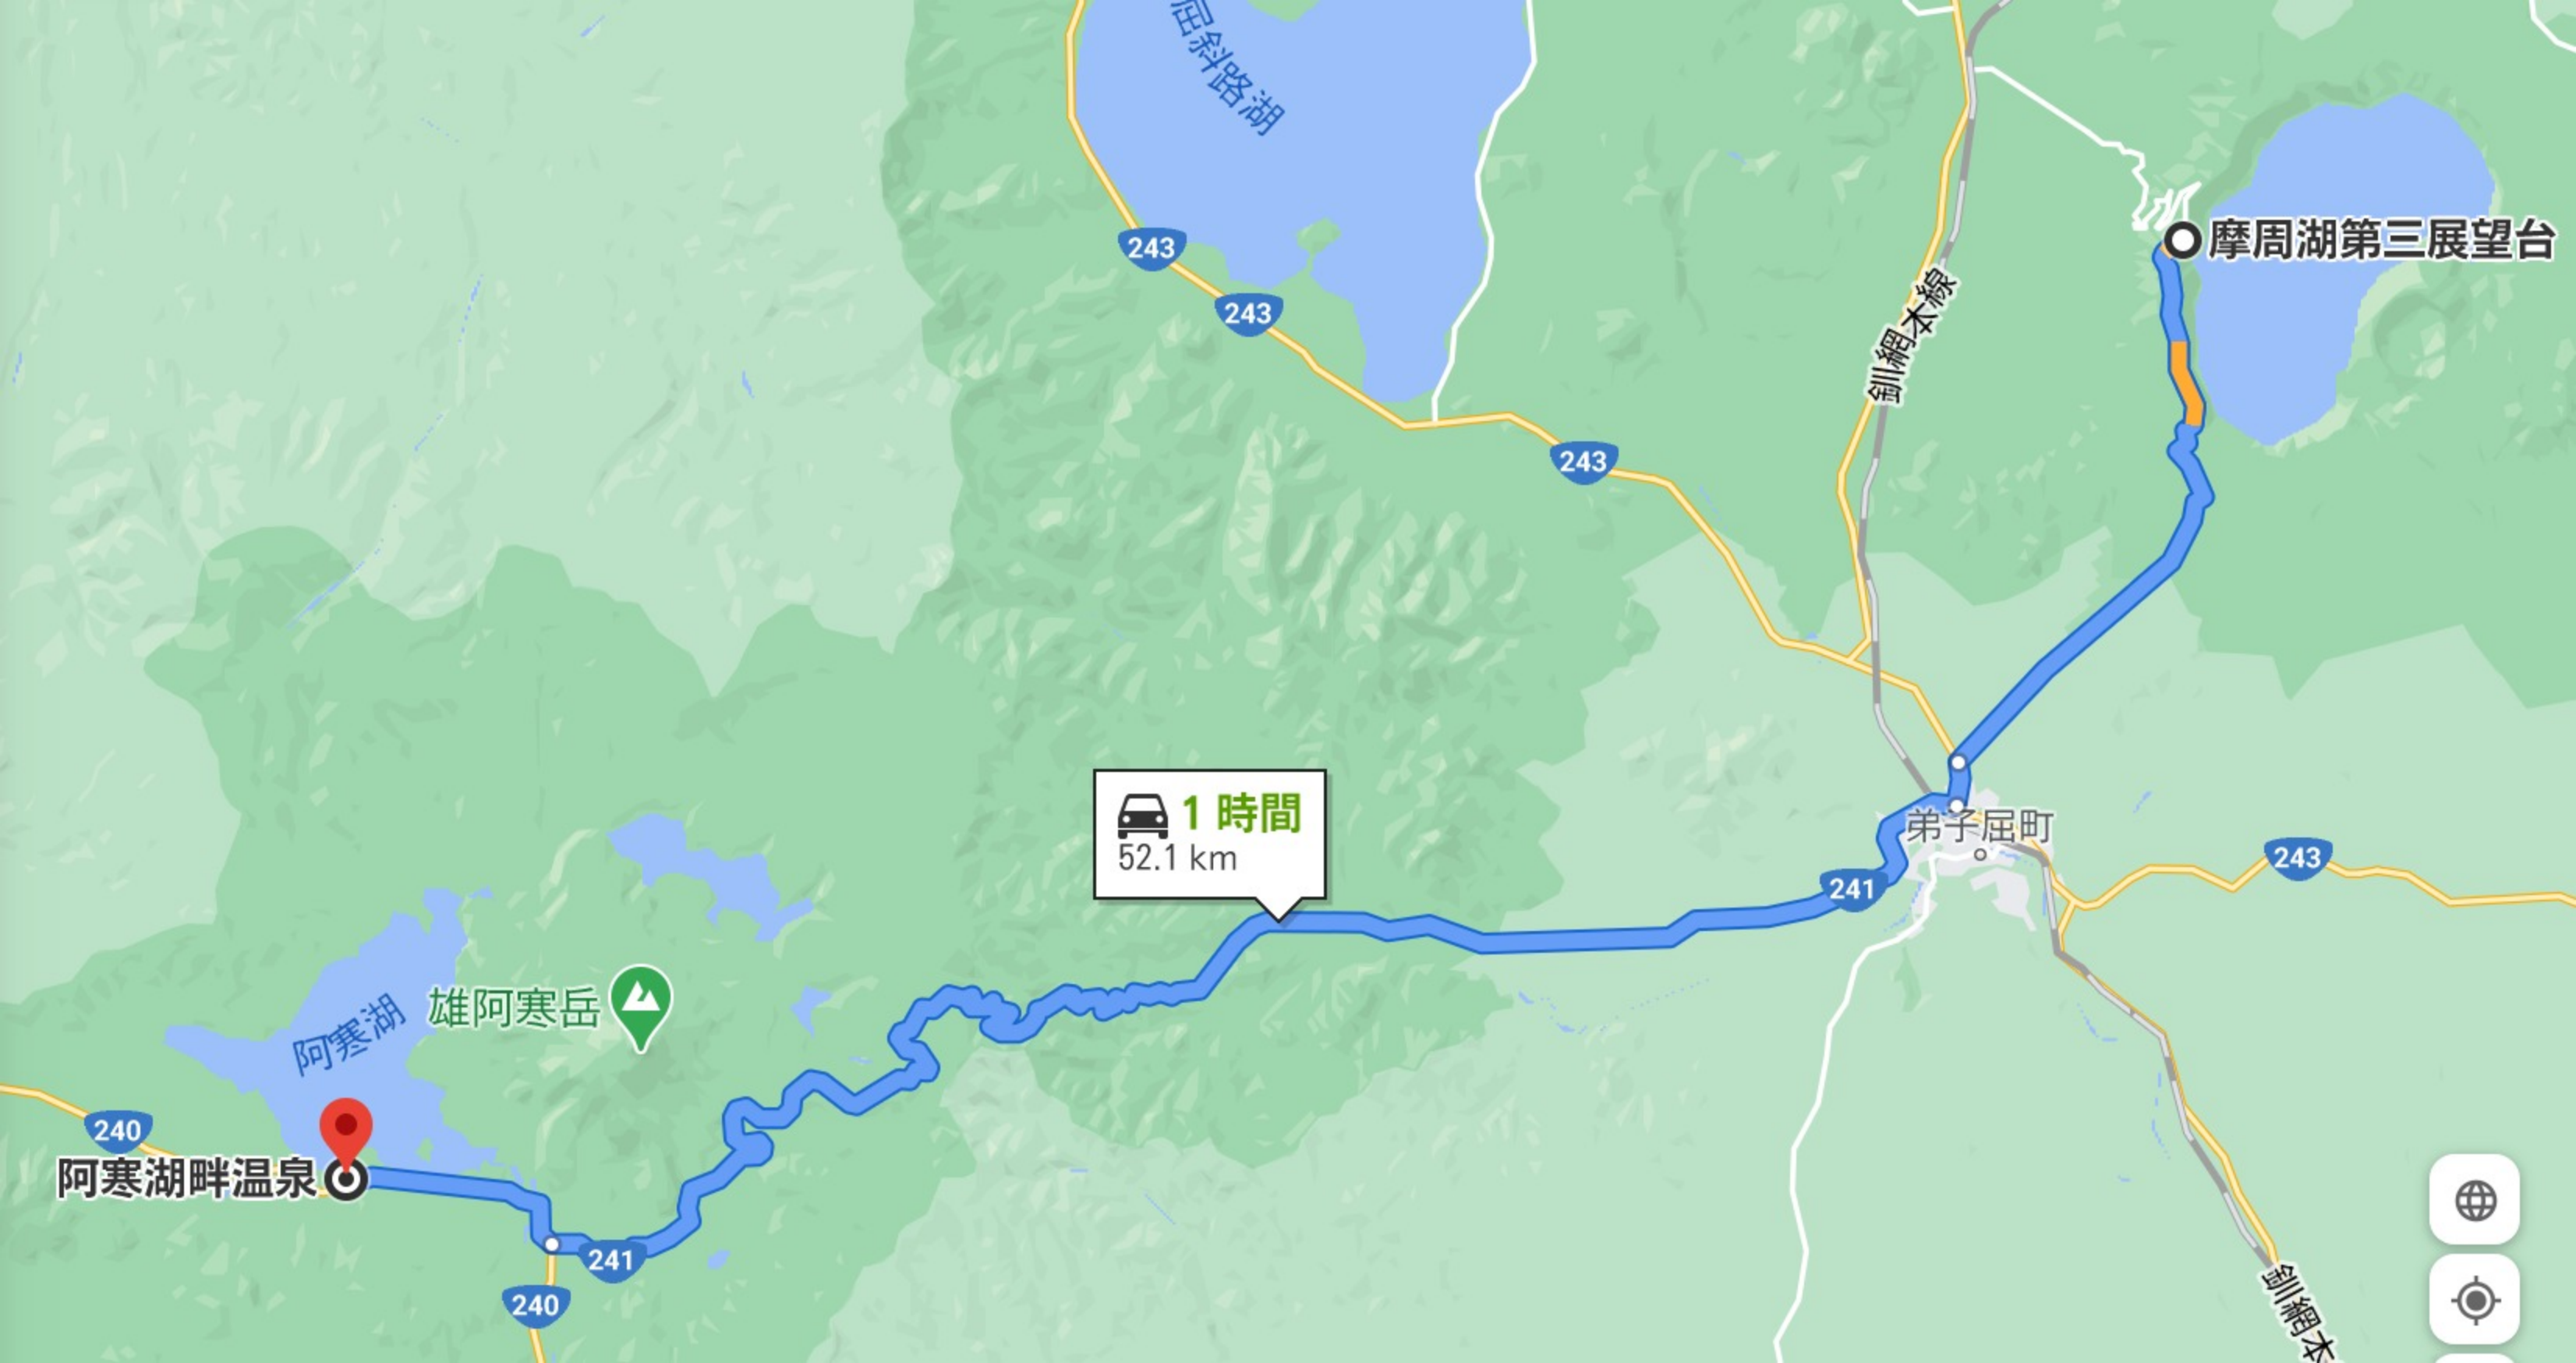 屈斜路湖
243
243
摩周湖第三展望台
釧網本線
243
1 時間
52.1 km
弟子屈町
243
241
雄阿寒岳
阿寒湖
240
阿寒湖畔温泉
241
240
釧網本